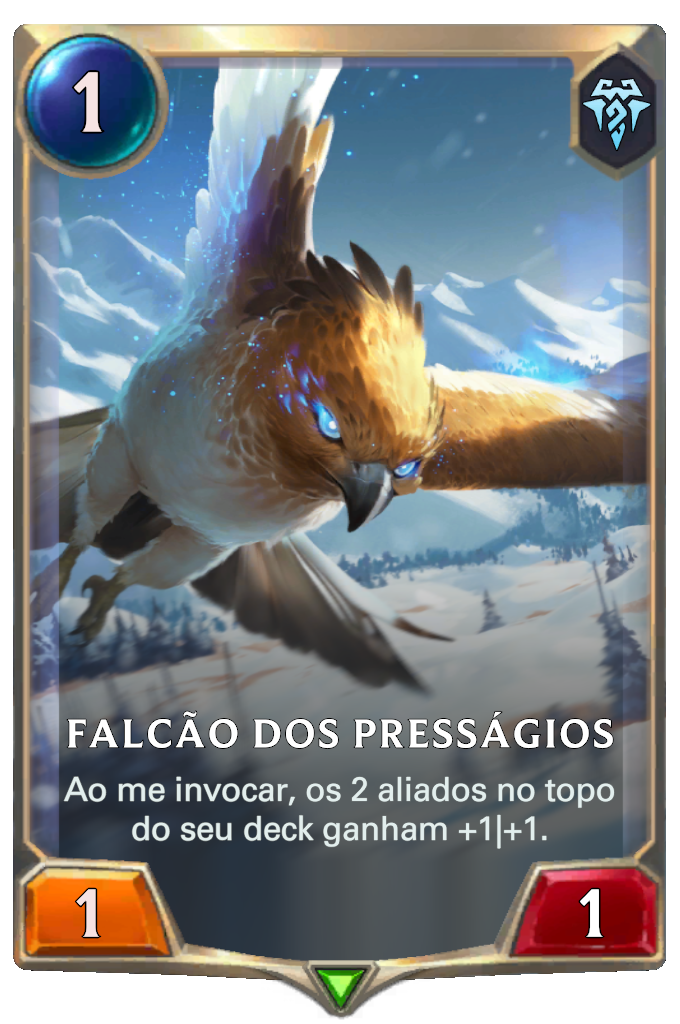 1
FALCÃO DOS PRESSÁGIOS
Ao me invocar, os 2 aliados no topo
do seu deck ganham +1|+1.
1
1